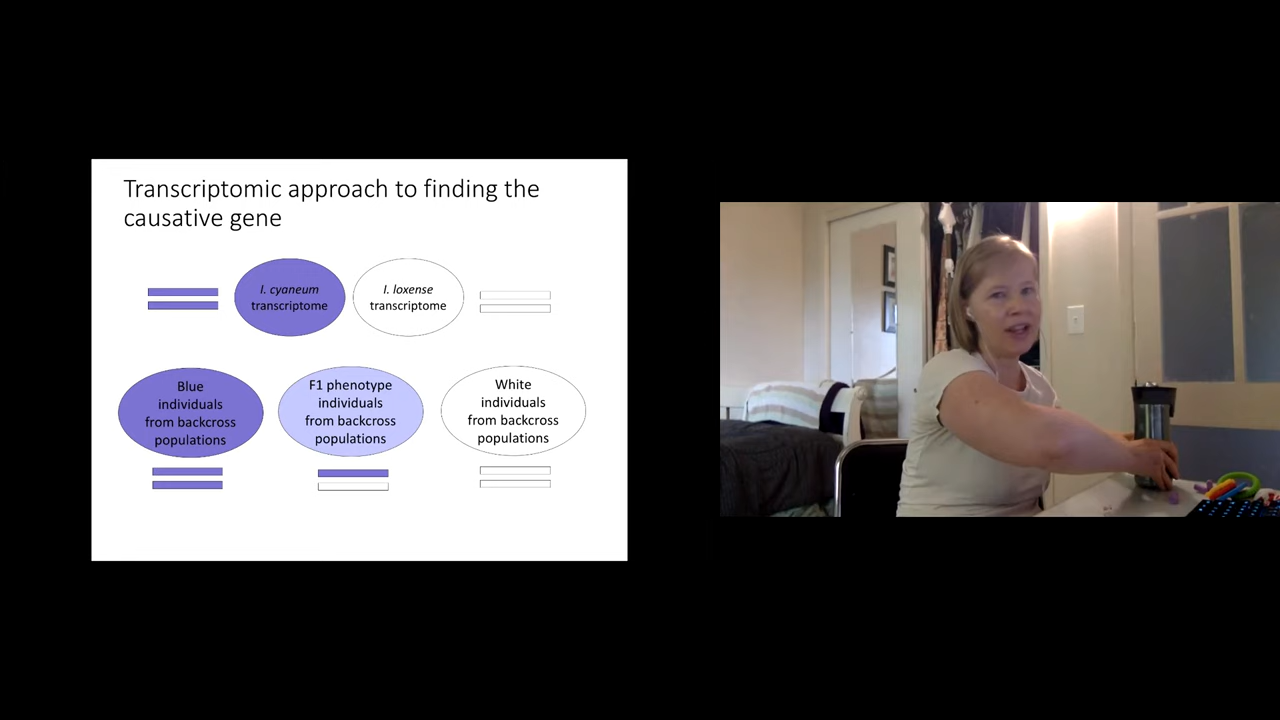 Transcriptomic approach to finding the
causative gene
I. cyaneum
transcriptome
I. loxense
transcriptome
Blue
individuals
from backcross
populations
F1 phenotype
individuals
from backcross
populations
White
individuals
from backcross
populations